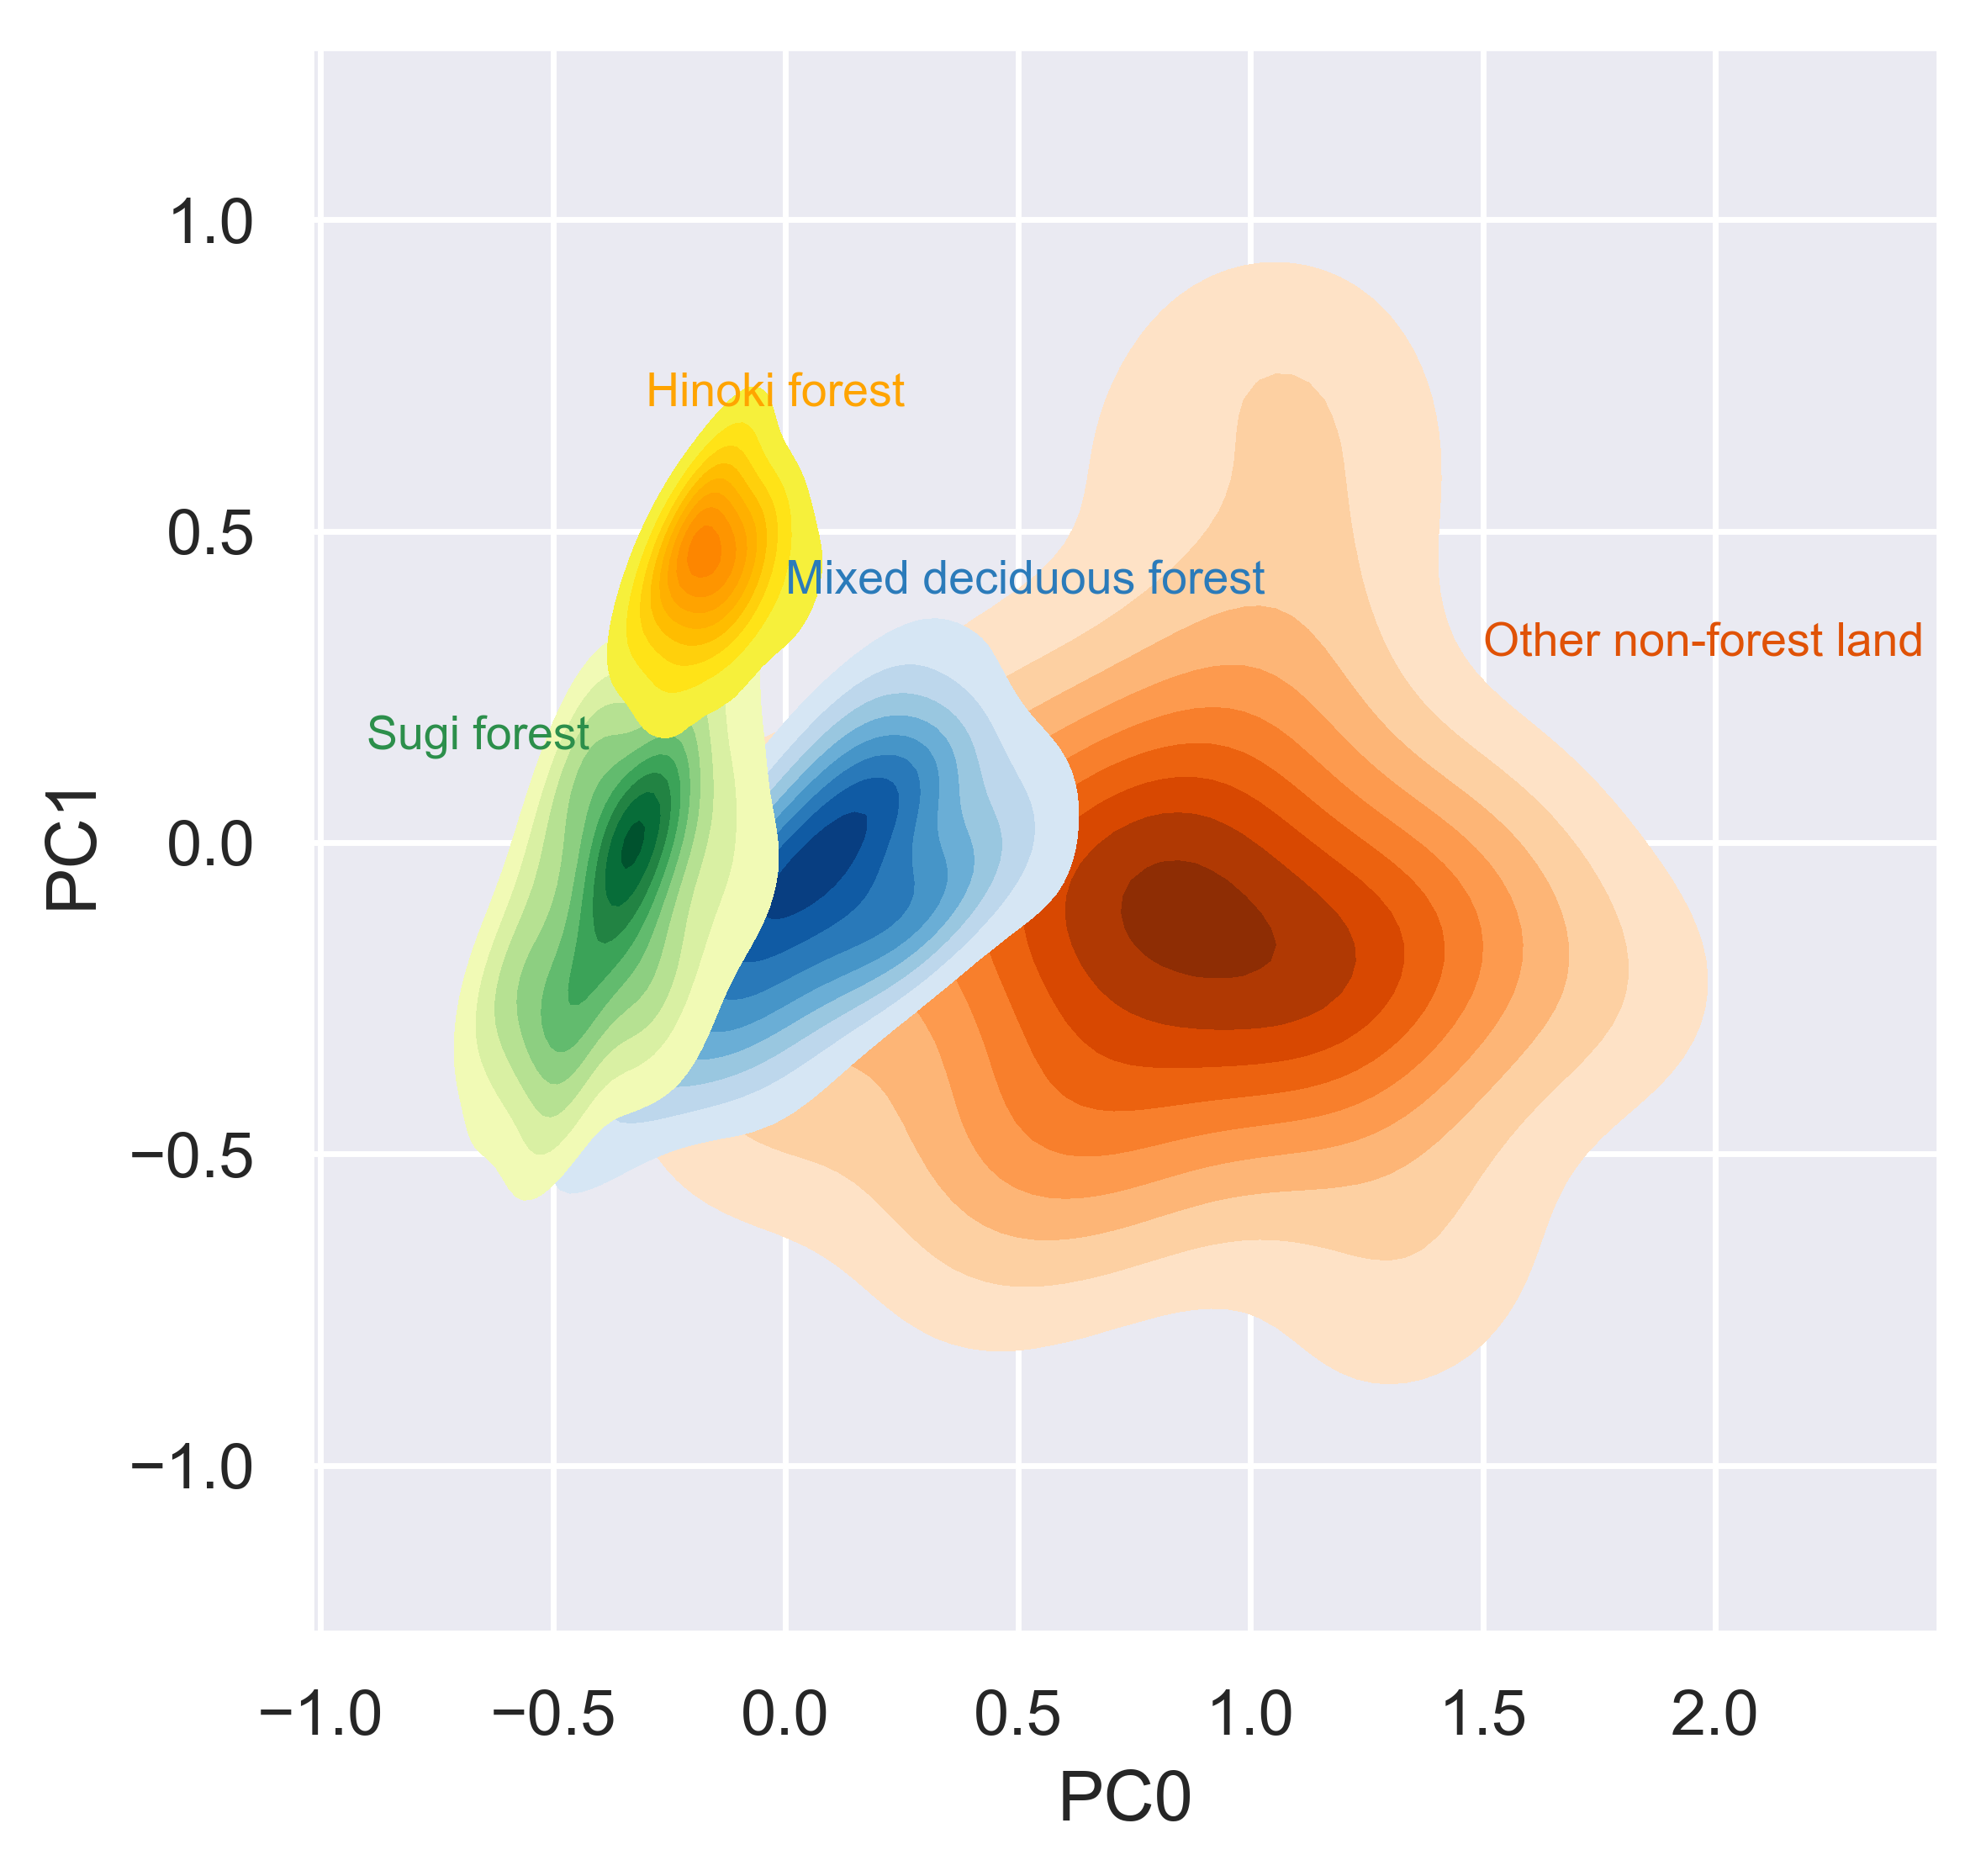 1.0
Hinoki forest
0.5
Mixed deciduous forest
Other non-forest land
Sugi forest
PC1
0.0
−0.5
−1.0
−1.0 −0.5 0.0 0.5 1.0 1.5 2.0
PC0